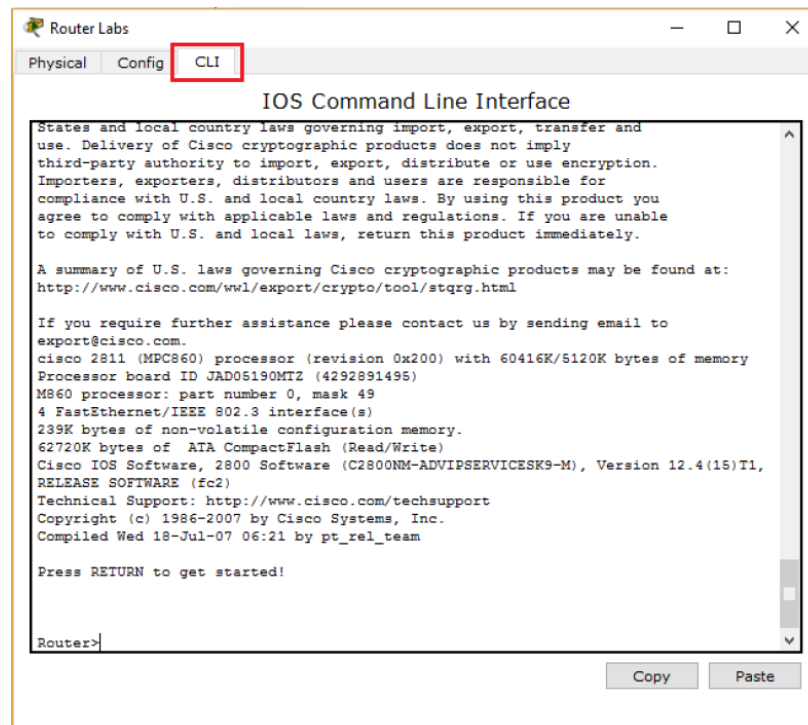 Router Labs
Physical Config CLI
IOS Command Line Interface
States and local country laws governing import, export, transfer and
use. Delivery of Cisco cryptographic products does not imply
third-party authority to import, export, distribute or use encryption.
Importers, exporters, distributors and users are responsible for
compliance with U.S. and local country laws. By using this product you
agree to comply with applicable laws and regulations. If you are unable
to comply with U.S. and local laws, return this product immediately.
A summary of U.S. laws governing Cisco cryptographic products may be found at:
http://www.cisco.com/wwl/export/crypto/tool/stqrg.html
If you require further assistance please contact us by sending email to
export@cisco.com.
cisco 2811 (MPC860) processor (revision 0x200) with 60416K/5120K bytes of memory
Processor board ID JAD05190MTZ (4292891495)
M860 processor: part number 0, mask 49
4 FastEthernet/IEEE 802.3 interface(s)
239K bytes of non-volatile configuration memory.
62720K bytes of ATA CompactFlash (Read/Write)
Cisco IOS Software, 2800 Software (C2800NM-ADVIPSERVICESK9-M), Version 12.4(15)T1,
RELEASE SOFTWARE (fc2)
Technical Support: http://www.cisco.com/techsupport
Copyright (c) 1986-2007 by Cisco Systems, Inc.
Compiled Wed 18-Jul-07 06:21 by pt_rel_team
Press RETURN to get started!
Router>
Copy Paste